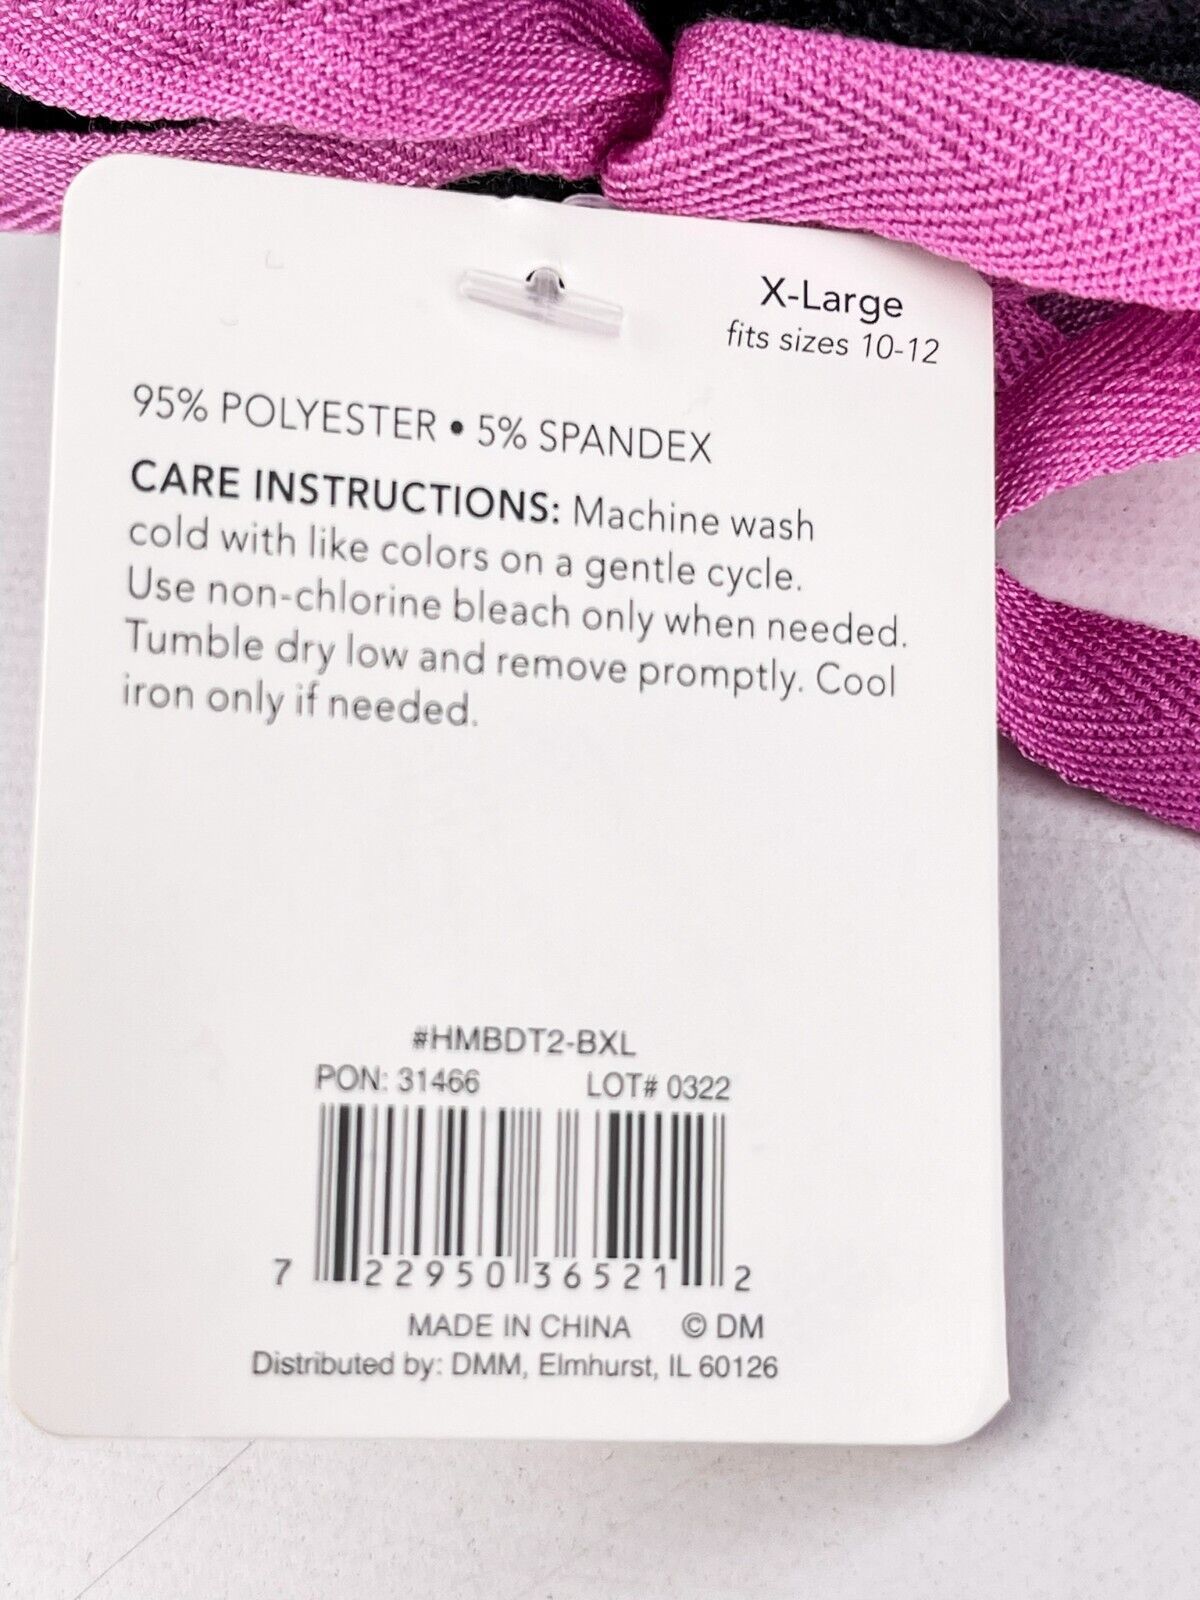 X-Large
fits sizes 10-12
95% POLYESTER • 5% SPANDEX
CARE INSTRUCTIONS: Machine wash
cold with like colors on a gentle cycle.
Use non-chlorine bleach only when needed.
Tumble dry low and remove promptly. Cool
iron only if needed.
#HMBDT2-BXL
PON: 31466 LOT# 0322
7 22950 36521 2
MADE IN CHINA © DM
Distributed by: DMM, Elmhurst, IL 60126